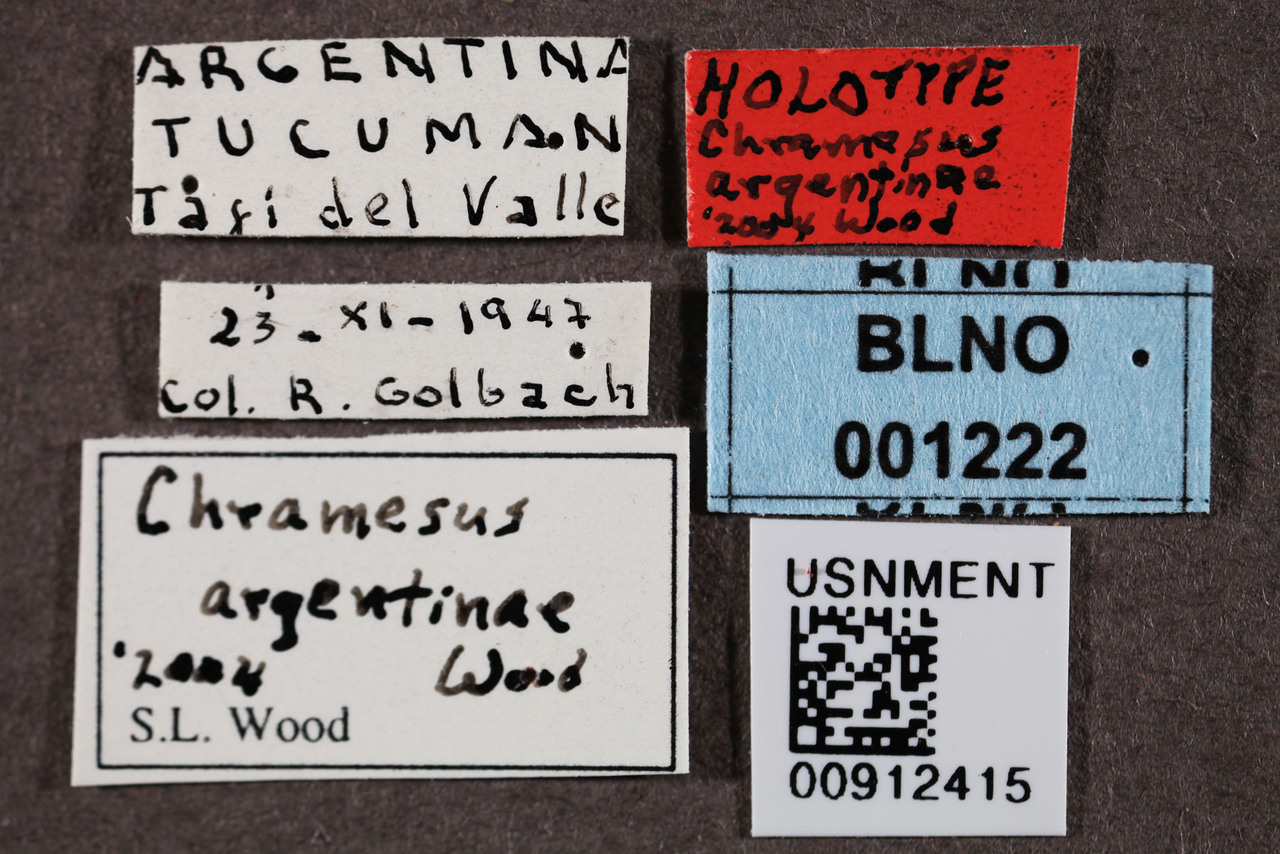 ARGENTINA
TUCUMAN
Tafi del Valle
HOLOTYPE
Chramesus
argentinae
'2004 Wood
23-XI-1947
Col. R. Golbach
BLNO
001222
Chramesus
argentinae
'2004 Wood
S.L. Wood
USNMENT
00912415